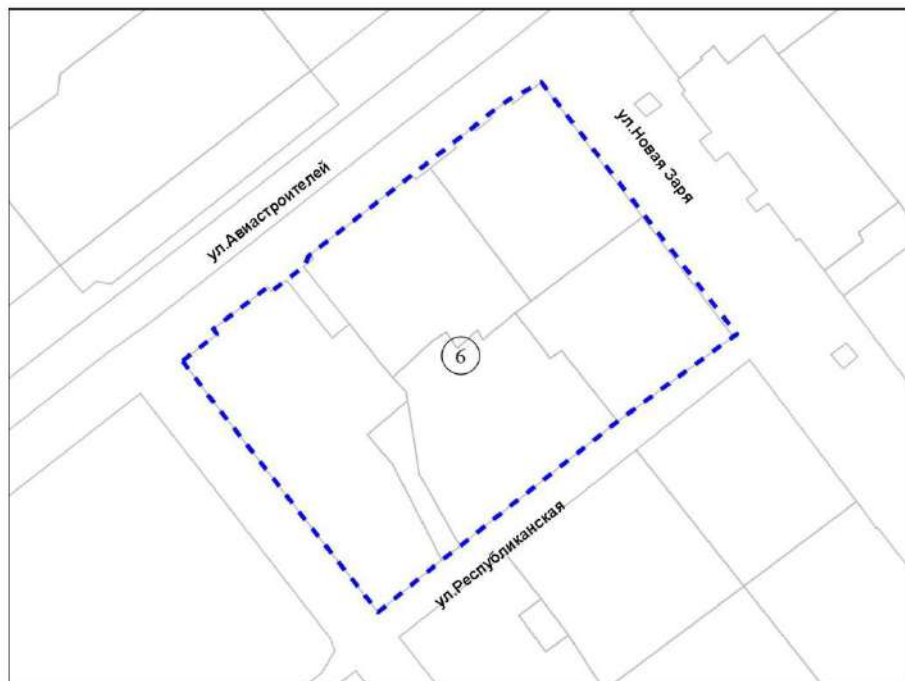 ул.Новая Заря
ул.Авиастроителей
6
ул.Республиканская